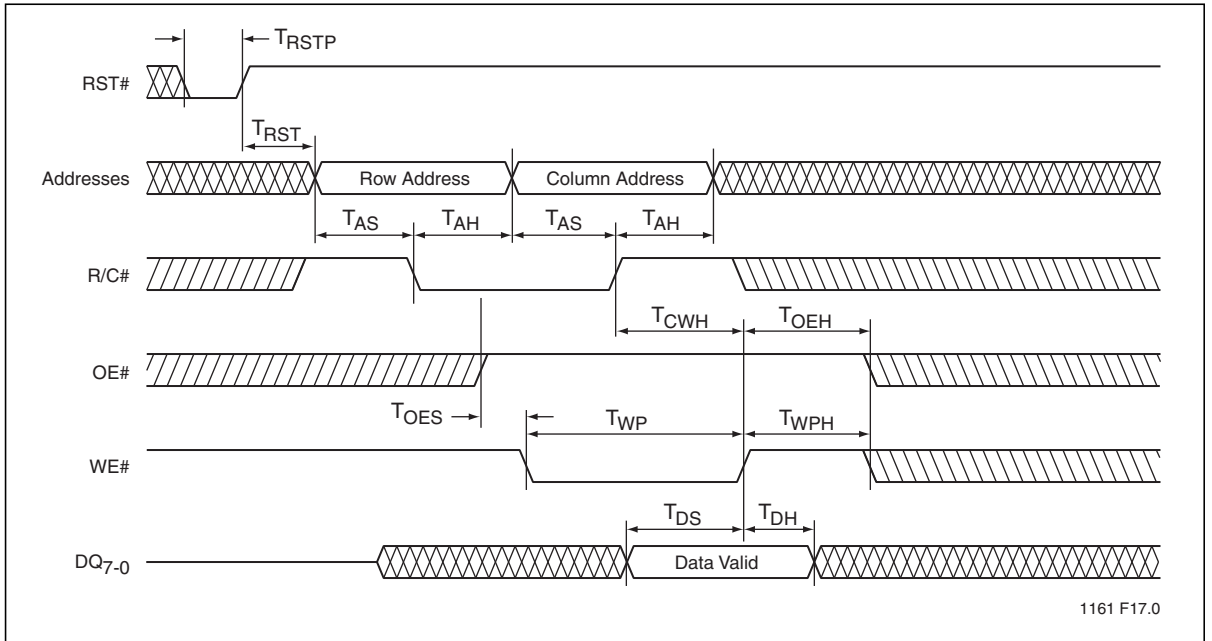 TRSTP
RST#
TRST
Addresses Row Address Column Address
TAS TAH TAS TAH
R/C#
TCWH TOEH
OE#
TOES TWP TWPH
WE#
TDS TDH
DQ7-0 Data Valid
1161 F17.0